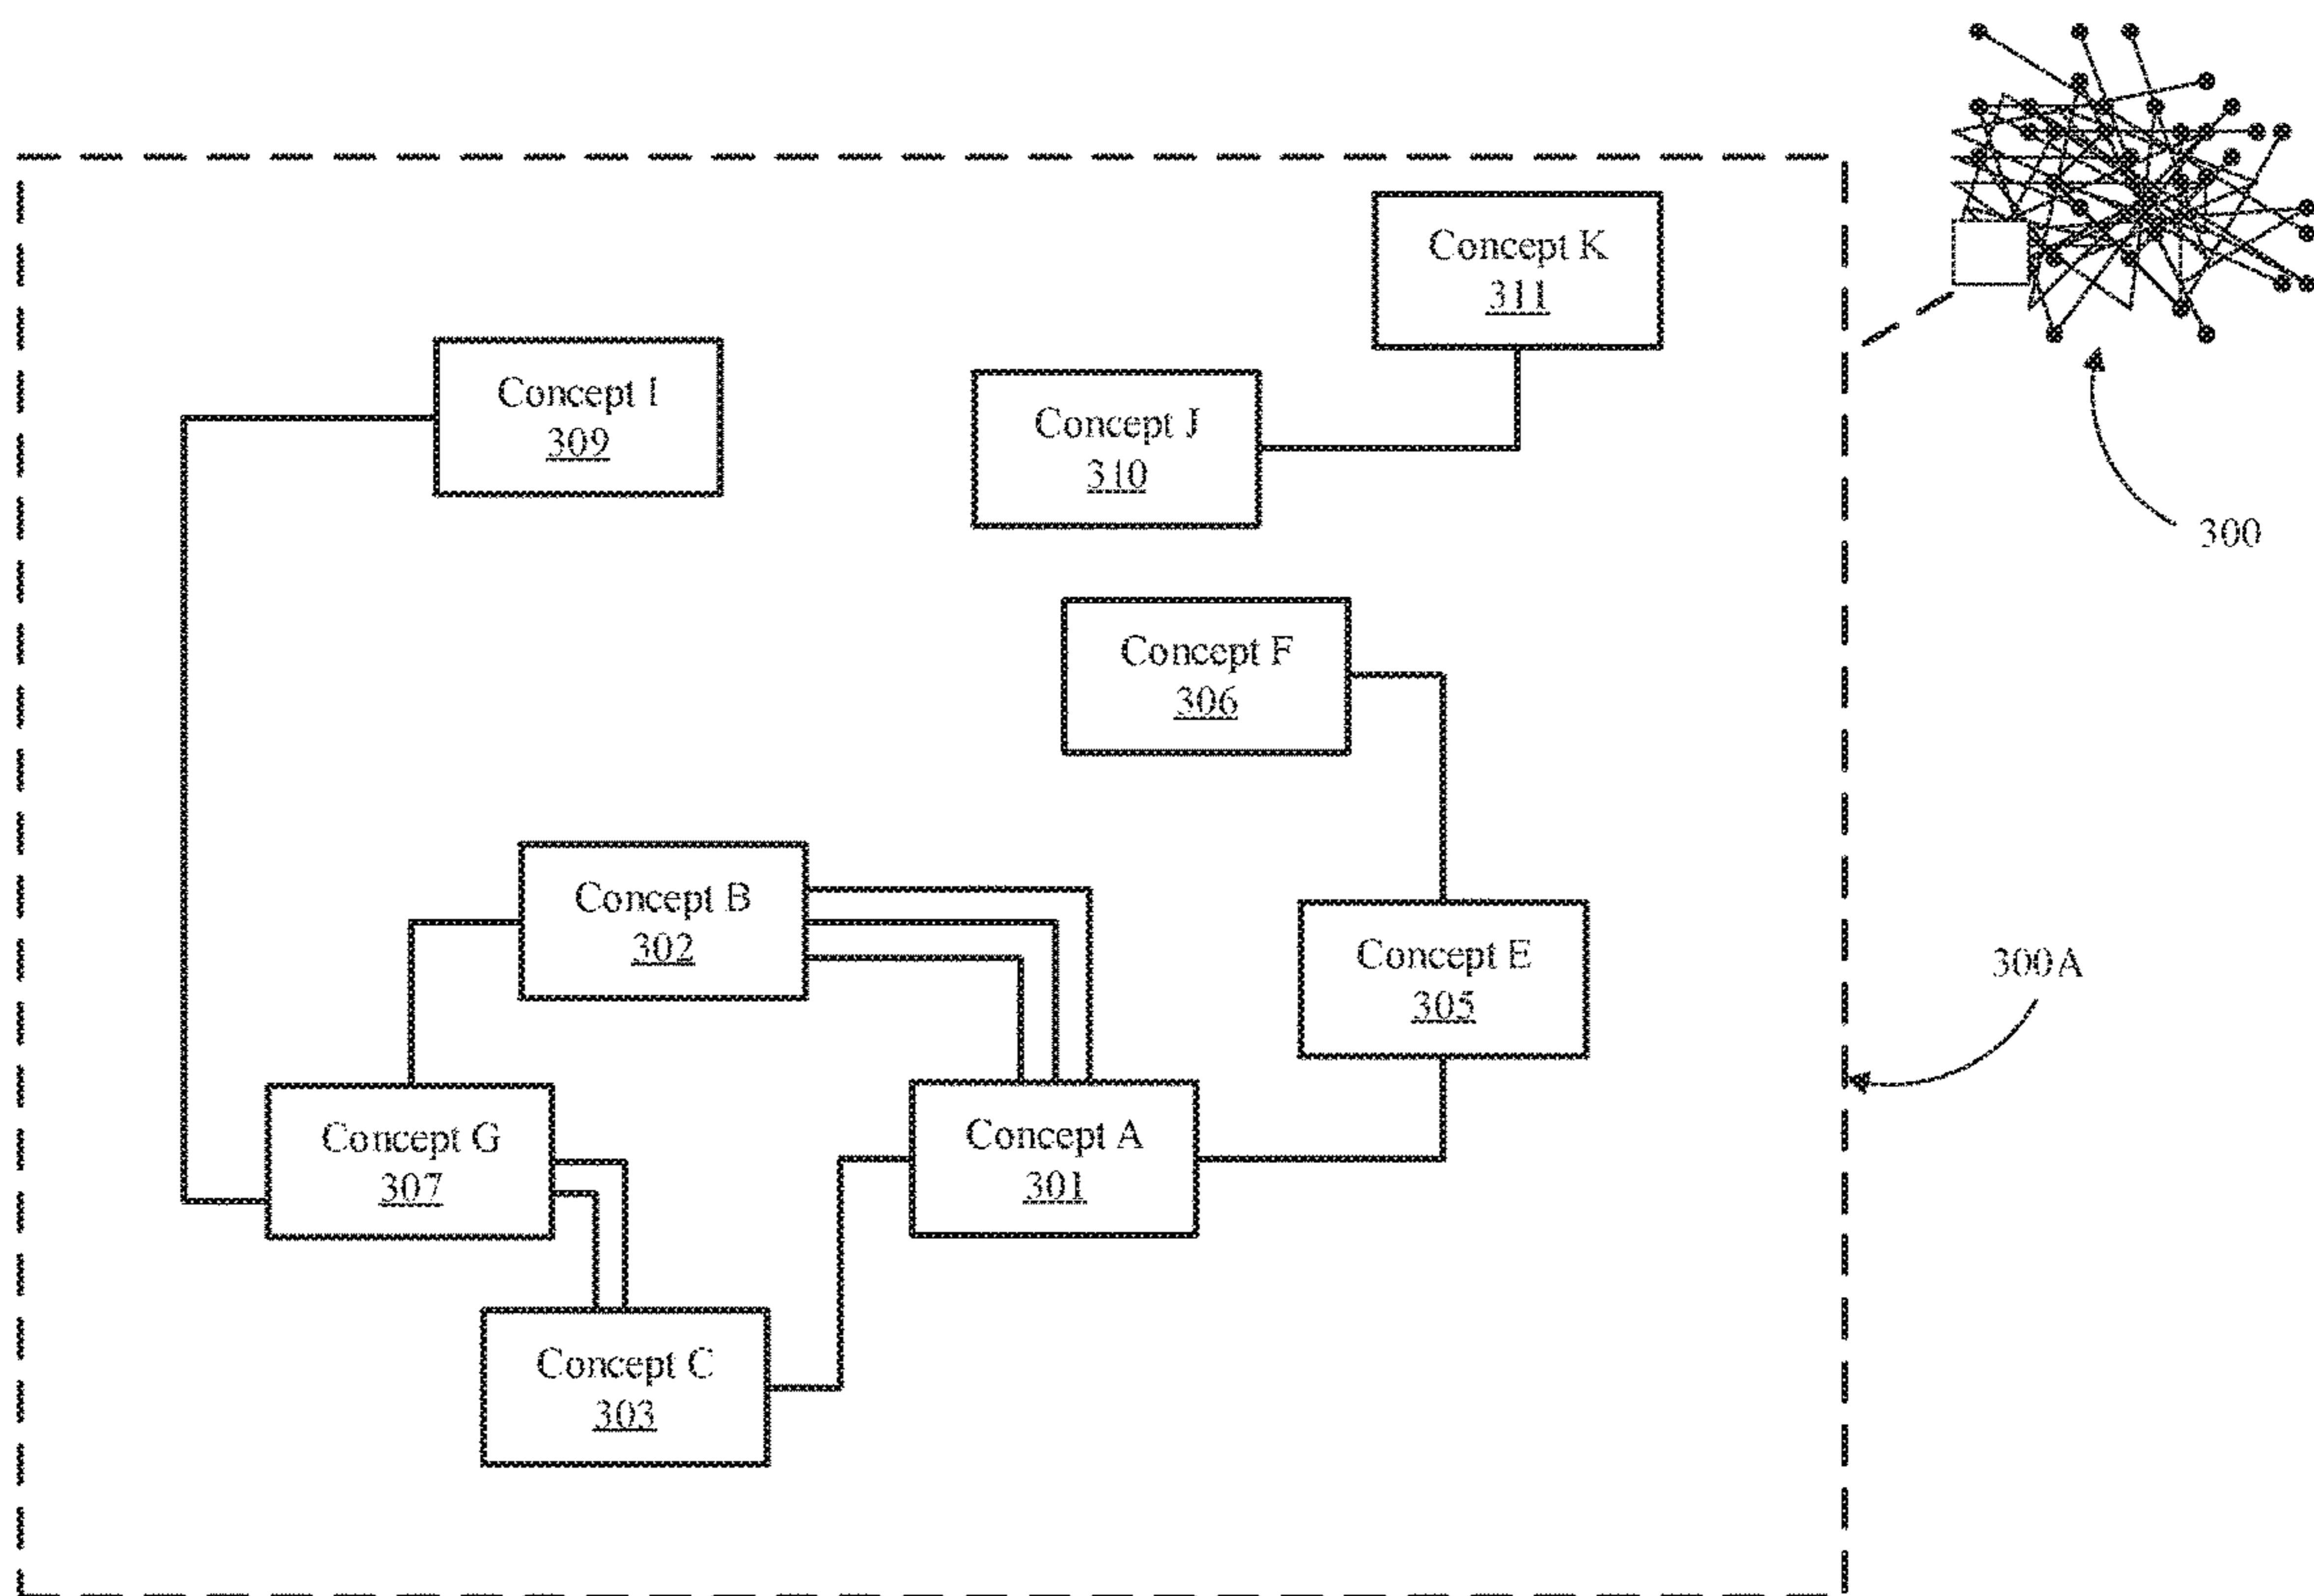 Concept K
311
Concept I
309
Concept J
310
300
Concept F
306
Concept B
302
Concept E
305
300A
Concept G
307
Concept A
301
Concept C
303